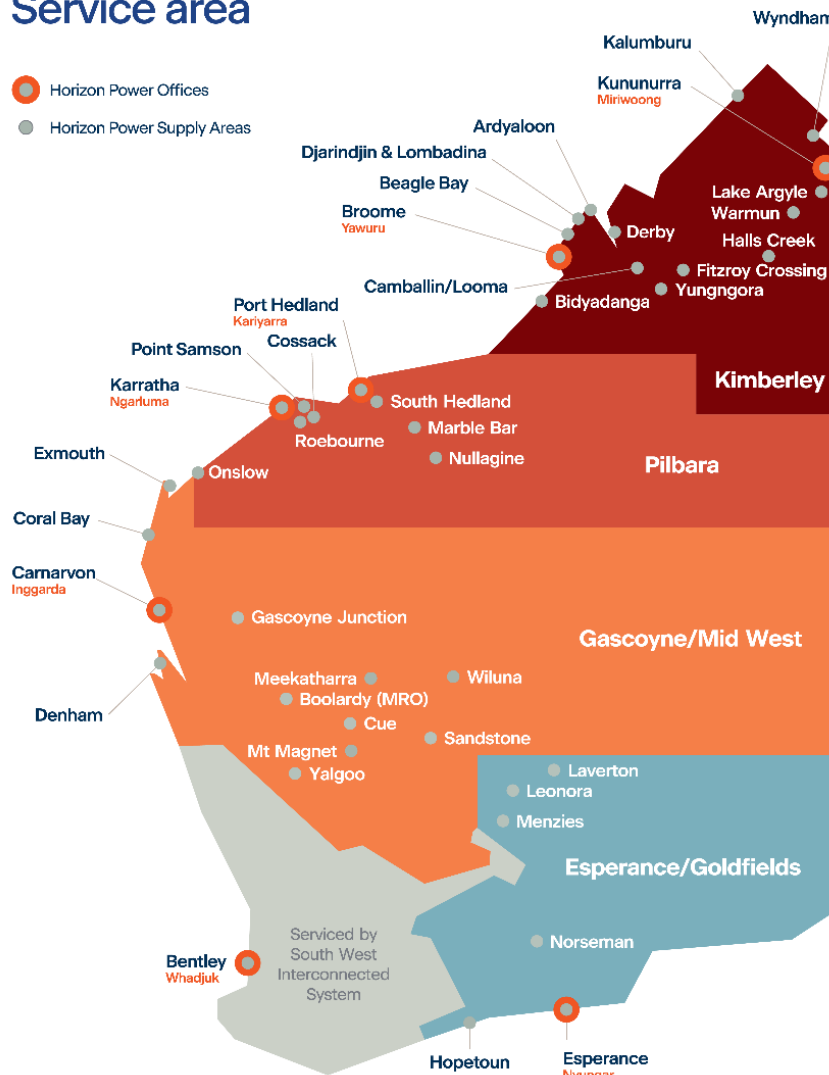 Service area
Horizon Power Offices
Horizon Power Supply Areas
Wyndham
Kalumburu
Kununurra
Miriwoong
Ardyaloon
Djarindjin & Lombadina
Beagle Bay
Broome
Yawuru
Lake Argyle
Warmun
Derby
Halls Creek
Fitzroy Crossing
Camballin/Looma
Yungngora
Bidyadanga
Port Hedland
Kariyarra
Cossack
Point Samson
Karratha
Ngarluma
Kimberley
South Hedland
Marble Bar
Roebourne
Nullagine
Pilbara
Exmouth
Onslow
Coral Bay
Carnarvon
Inggarda
Gascoyne Junction
Gascoyne/Mid West
Meekatharra
Wiluna
Boolardy (MRO)
Denham
Cue
Sandstone
Mt Magnet
Yalgoo
Laverton
Leonora
Menzies
Esperance/Goldfields
Serviced by
South West
Interconnected
System
Norseman
Bentley
Whadjuk
Hopetoun
Esperance
Nyungar